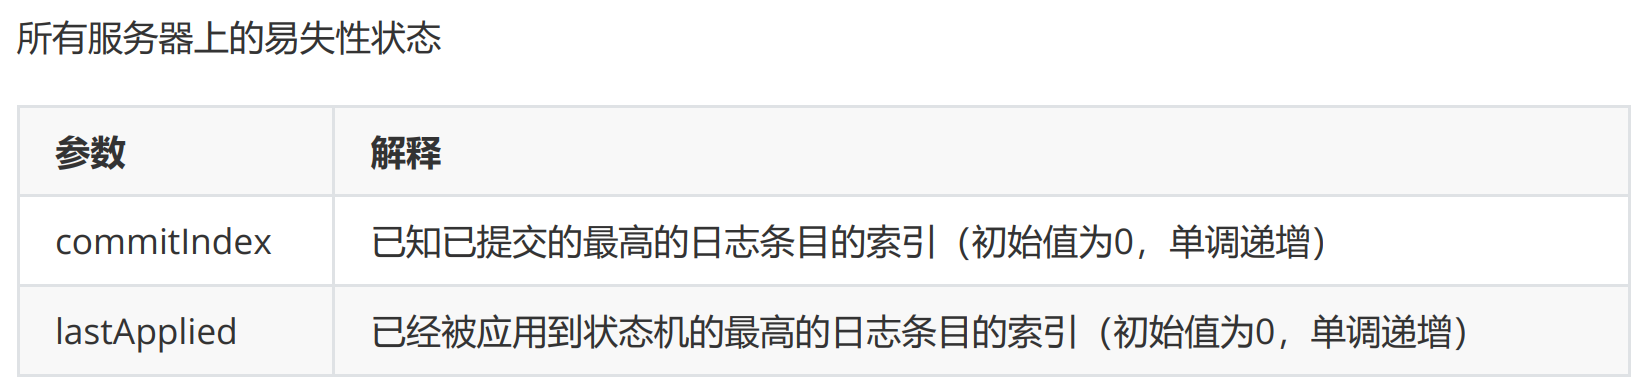 所有服务器上的易失性状态
参数 解释
commitIndex 已知已提交的最高的日志条目的索引（初始值为0，单调递增）
lastApplied 已经被应用到状态机的最高的日志条目的索引（初始值为0，单调递增）